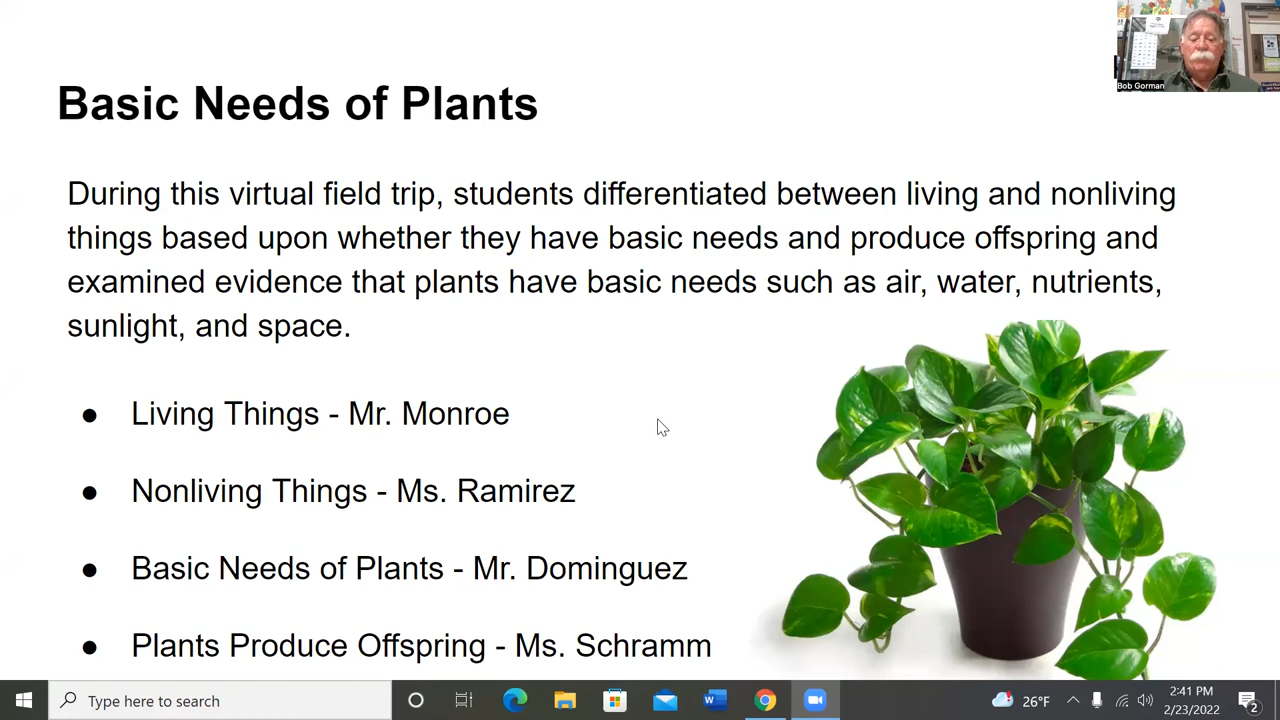 Bob Gorman
Basic Needs of Plants
During this virtual field trip, students differentiated between living and nonliving
things based upon whether they have basic needs and produce offspring and
examined evidence that plants have basic needs such as air, water, nutrients,
sunlight, and space.
● Living Things - Mr. Monroe
● Nonliving Things - Ms. Ramirez
● Basic Needs of Plants - Mr. Dominguez
● Plants Produce Offspring - Ms. Schramm
Type here to search
26°F
2:41 PM
2/23/2022
2